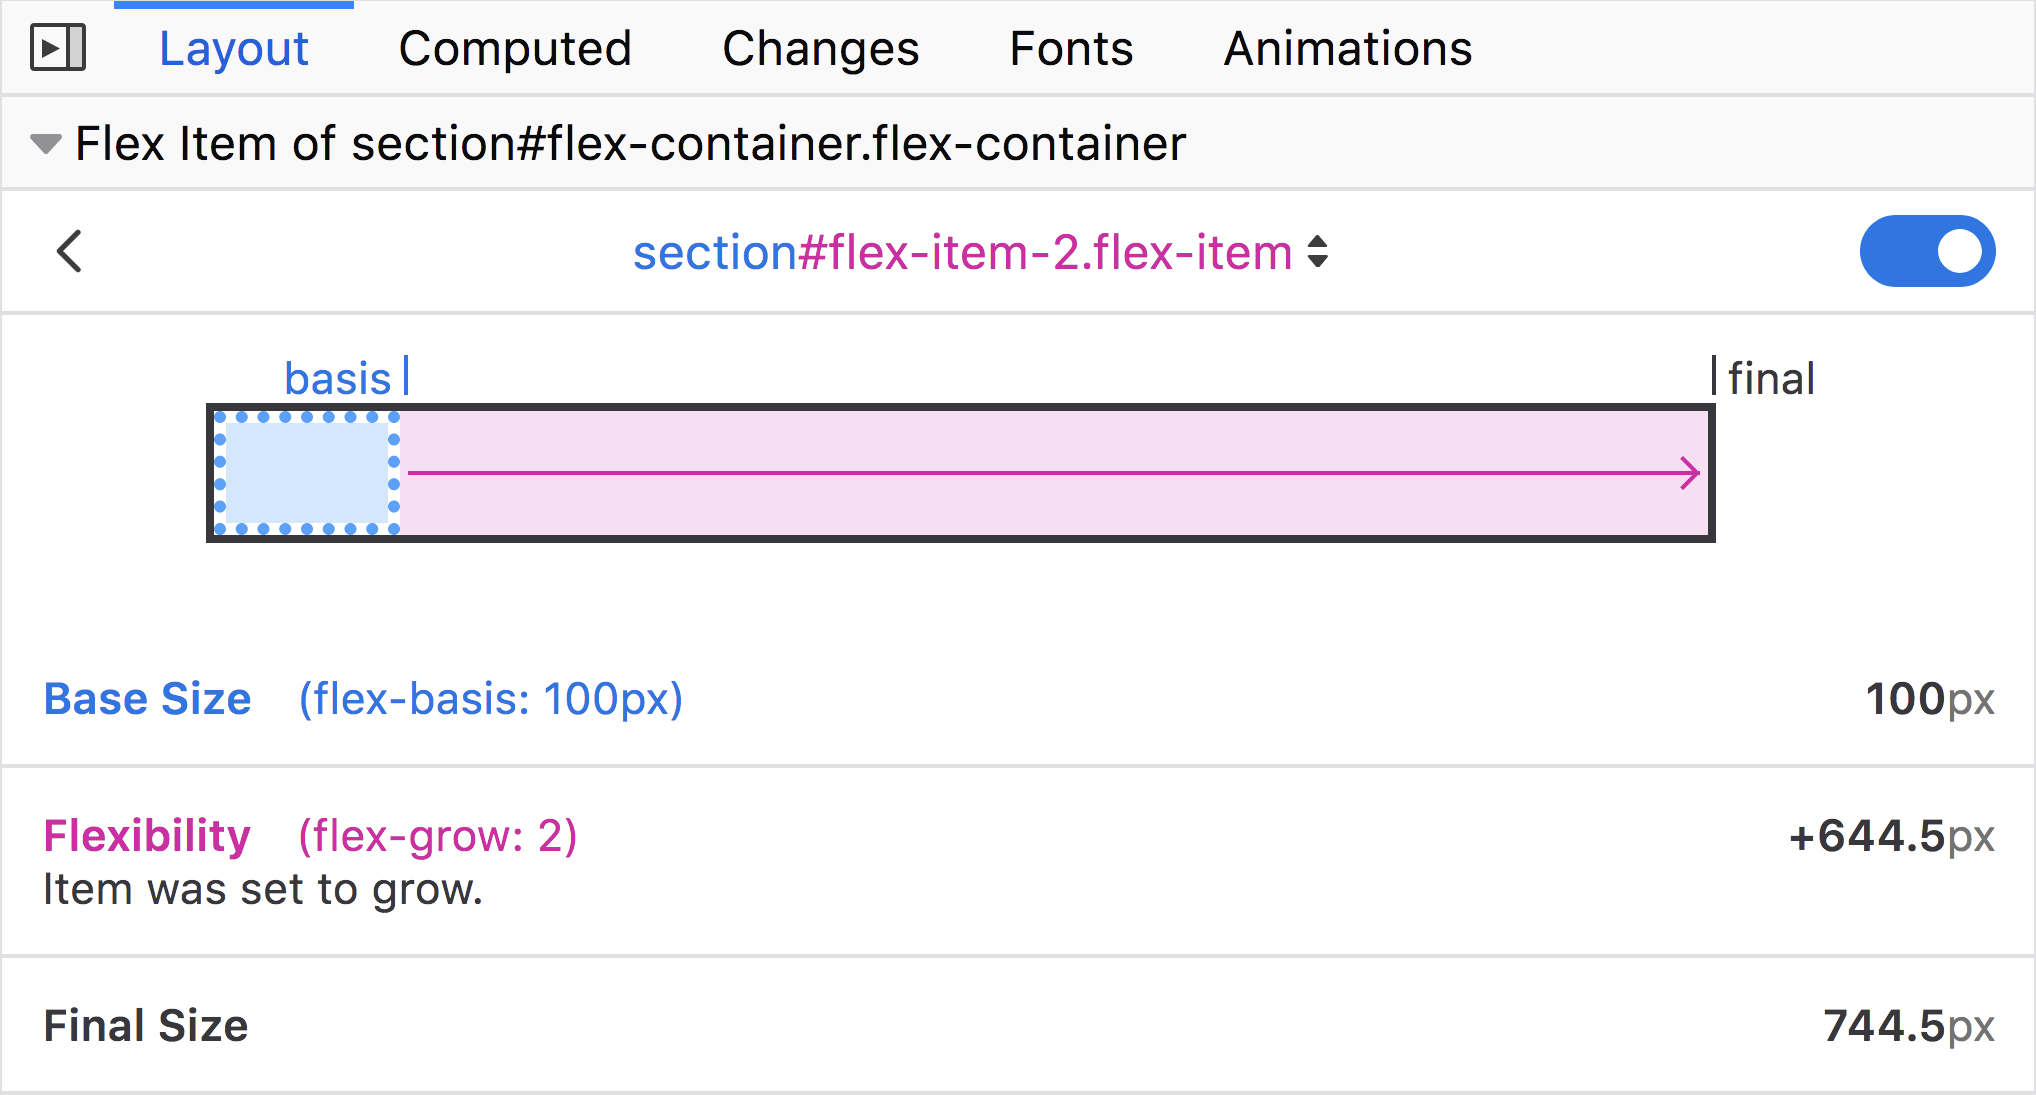 Layout Computed Changes Fonts Animations
Flex Item of section#flex-container.flex-container
section#flex-item-2.flex-item
basis final
Base Size (flex-basis: 100px) 100px
Flexibility (flex-grow: 2) +644.5px
Item was set to grow.
Final Size 744.5px